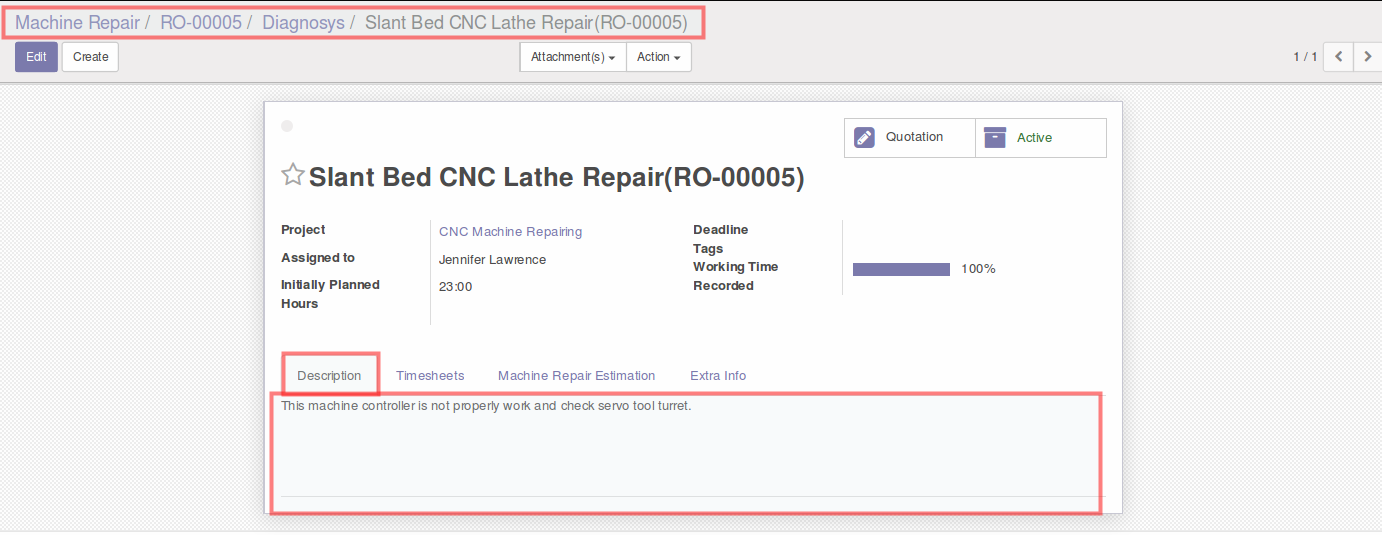 Machine Repair / RO-00005 / Diagnosys / Slant Bed CNC Lathe Repair(RO-00005)
Edit Create Attachment(s) Action 1 / 1
Quotation Active
Slant Bed CNC Lathe Repair(RO-00005)
Project CNC Machine Repairing
Assigned to Jennifer Lawrence
Initially Planned Hours 23:00
Deadline
Tags
Working Time Recorded 100%
Description Timesheets Machine Repair Estimation Extra Info
This machine controller is not properly work and check servo tool turret.